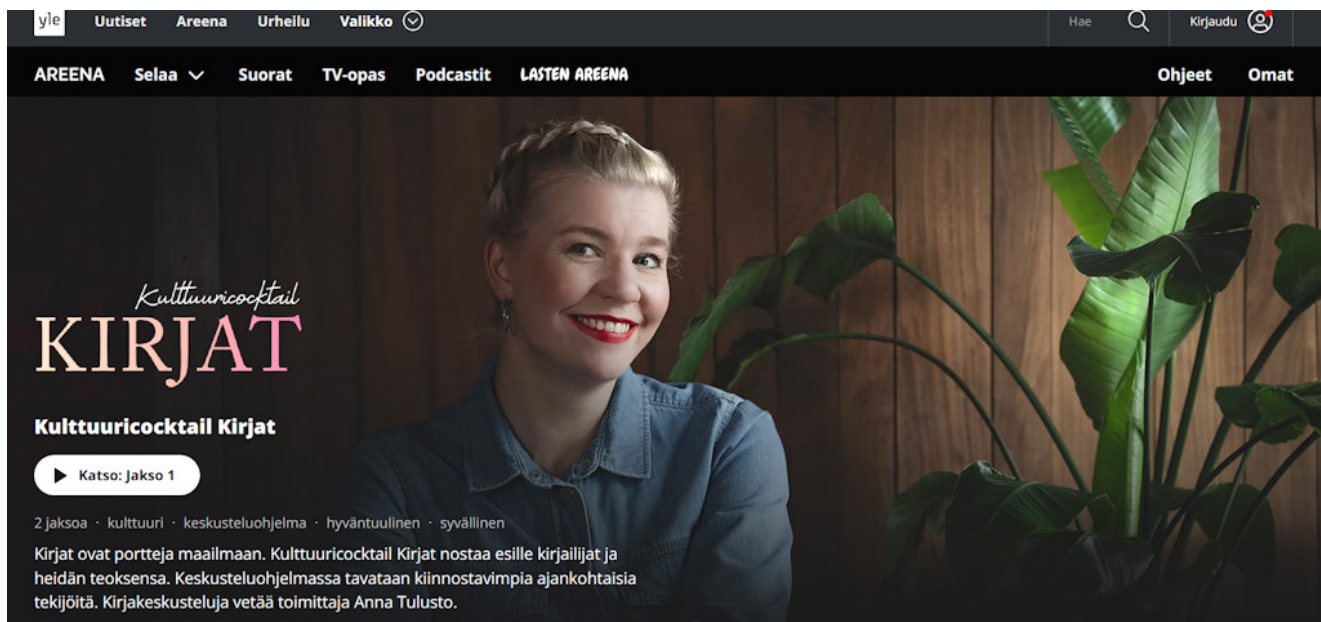 yle Uutiset Areena Urheilu Valikko Hae Kirjaudu
AREENA Selaa Suorat TV-opas Podcastit LASTEN AREENA Ohjeet Omat
Kulttuuricocktail
KIRJAT
Kulttuuricocktail Kirjat
Katso: Jakso 1
2 jaksoa · kulttuuri · keskusteluohjelma · hyväntuulinen · syvällinen
Kirjat ovat portteja maailmaan. Kulttuuricocktail Kirjat nostaa esille kirjailijat ja
heidän teoksensa. Keskusteluohjelmassa tavataan kiinnostavimpia ajankohtaisia
tekijöitä. Kirjakeskusteluja vetää toimittaja Anna Tulusto.